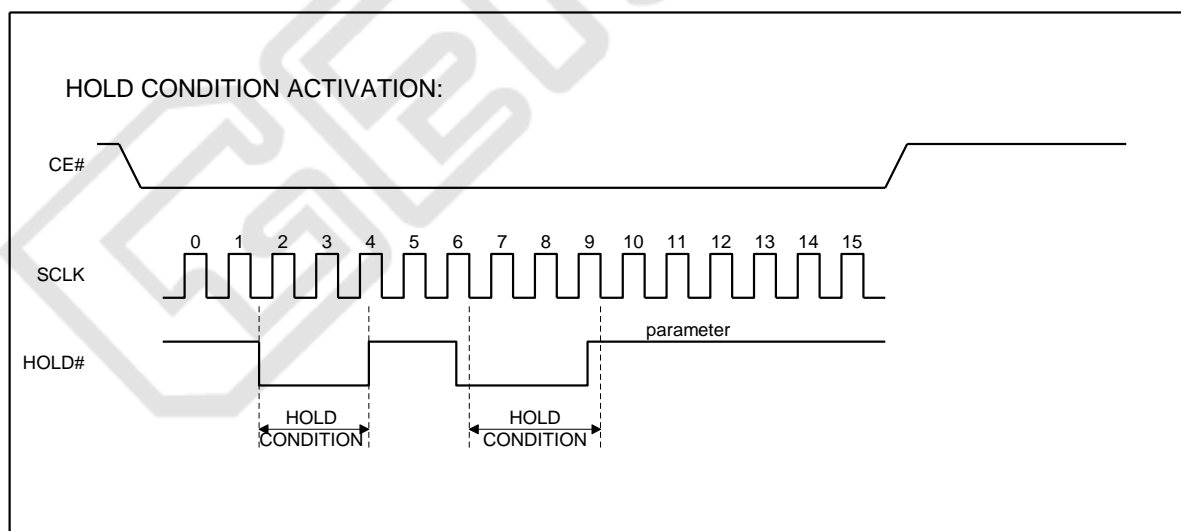 HOLD CONDITION ACTIVATION:
CE#
0 1 2 3 4 5 6 7 8 9 10 11 12 13 14 15
SCLK
parameter
HOLD#
HOLD HOLD
CONDITION CONDITION